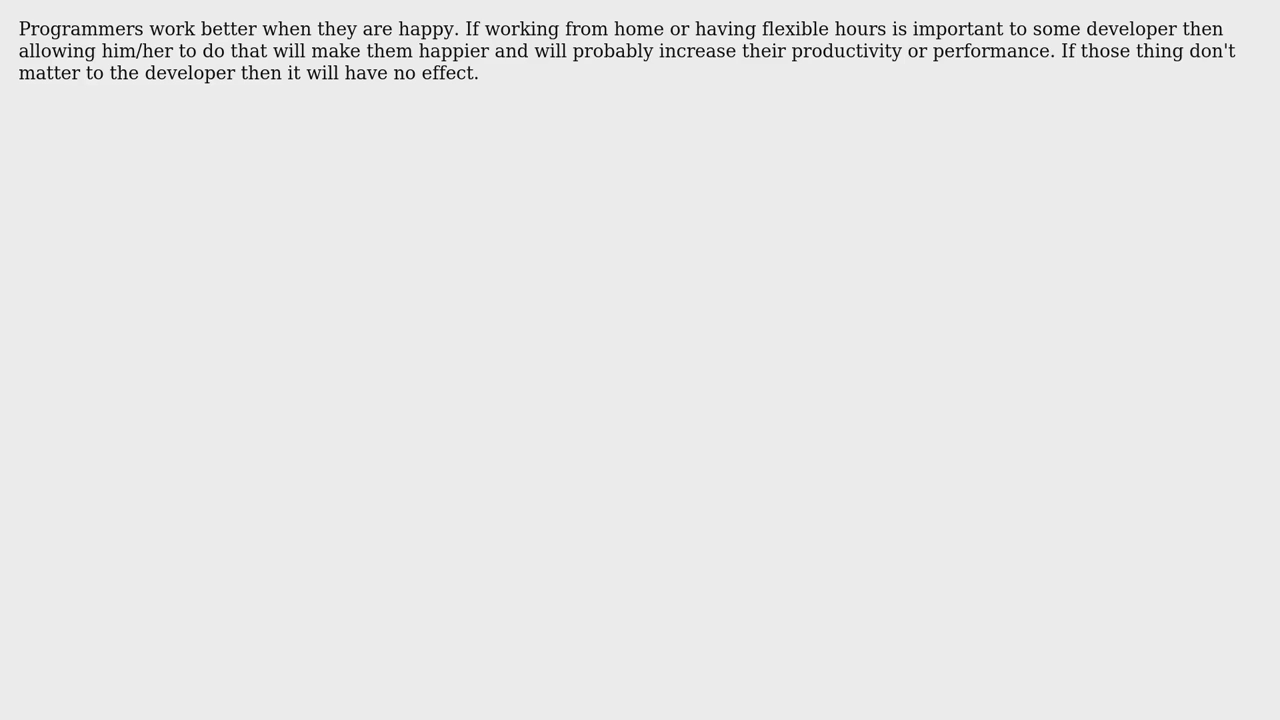 Programmers work better when they are happy. If working from home or having flexible hours is important to some developer then
allowing him/her to do that will make them happier and will probably increase their productivity or performance. If those thing don't
matter to the developer then it will have no effect.